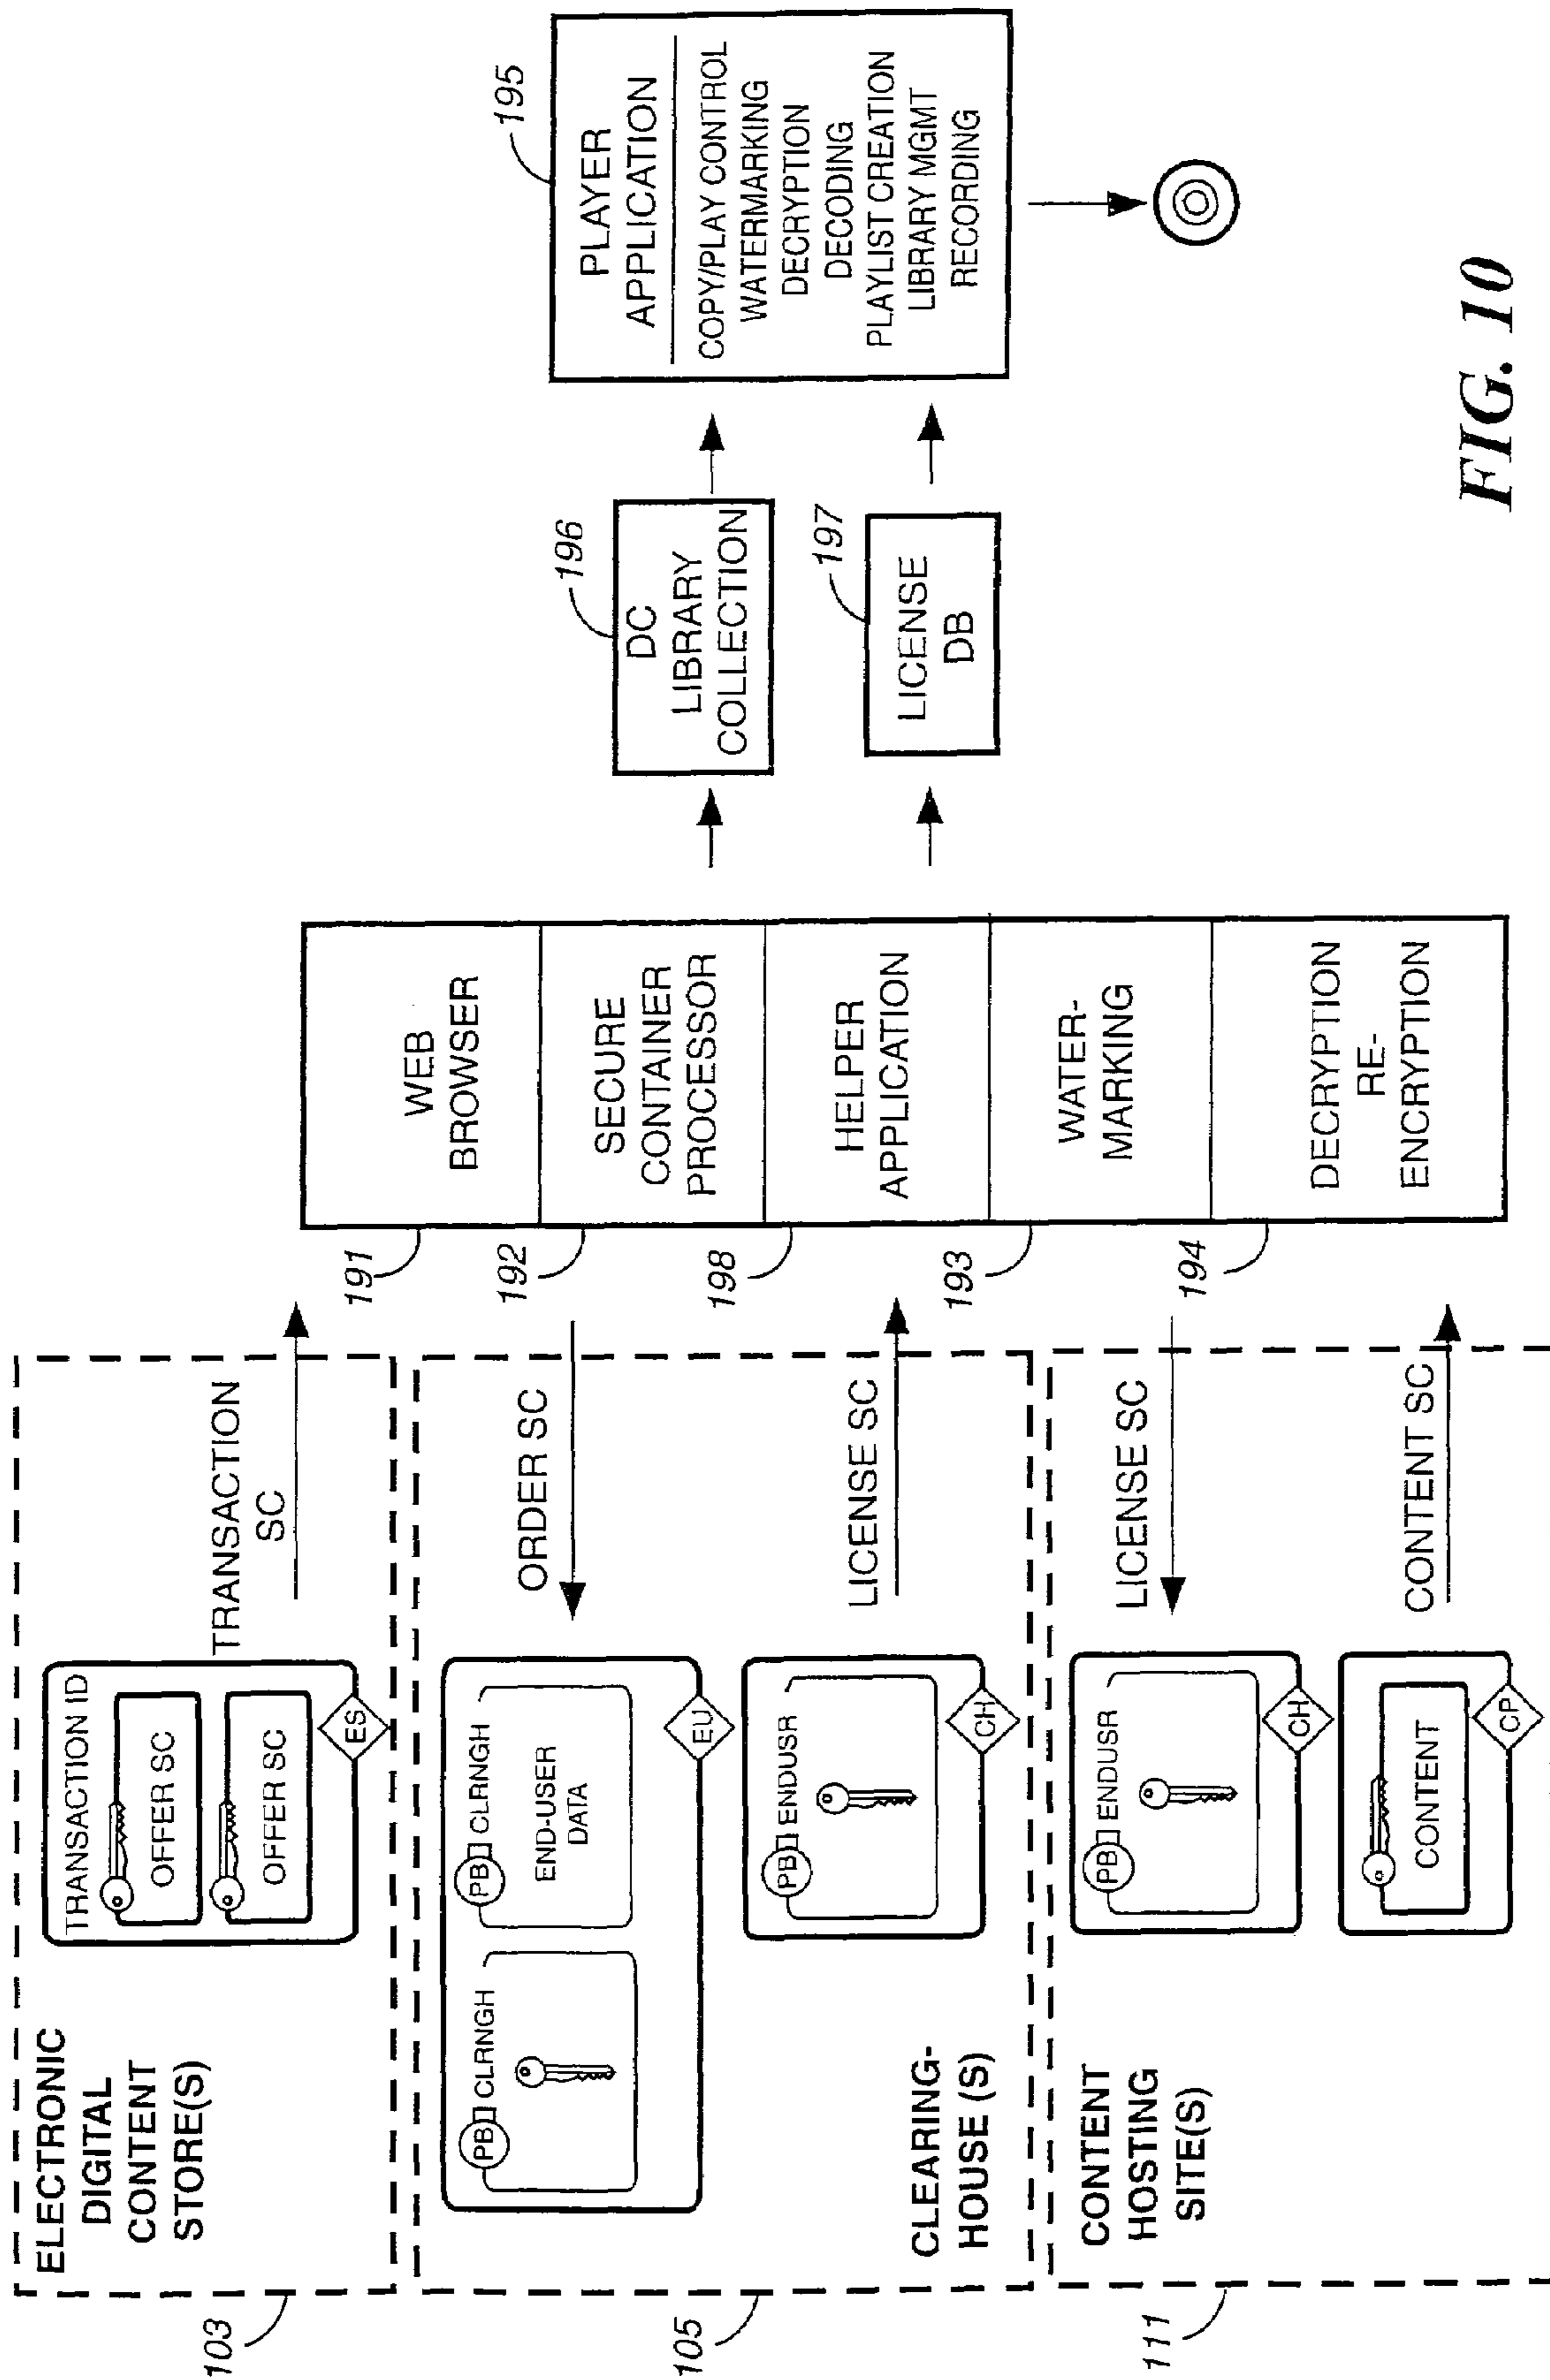 ELECTRONIC
DIGITAL
CONTENT
STORE(S)
103
TRANSACTION ID
OFFER SC
OFFER SC
ES
TRANSACTION
SC
105
CLEARING-
HOUSE (S)
PB
CLRNGH
PB
CLRNGH
END-USER
DATA
EU
ORDER SC
PB
ENDUSR
CH
LICENSE SC
111
CONTENT
HOSTING
SITE(S)
PB
ENDUSR
CH
LICENSE SC
CONTENT
CP
CONTENT SC
191
WEB
BROWSER
192
SECURE
CONTAINER
PROCESSOR
198
HELPER
APPLICATION
193
WATER-
MARKING
194
DECRYPTION
RE-
ENCRYPTION
196
DC
LIBRARY
COLLECTION
197
LICENSE
DB
195
PLAYER
APPLICATION
COPY/PLAY CONTROL
WATERMARKING
DECRYPTION
DECODING
PLAYLIST CREATION
LIBRARY MGMT
RECORDING
FIG. 10